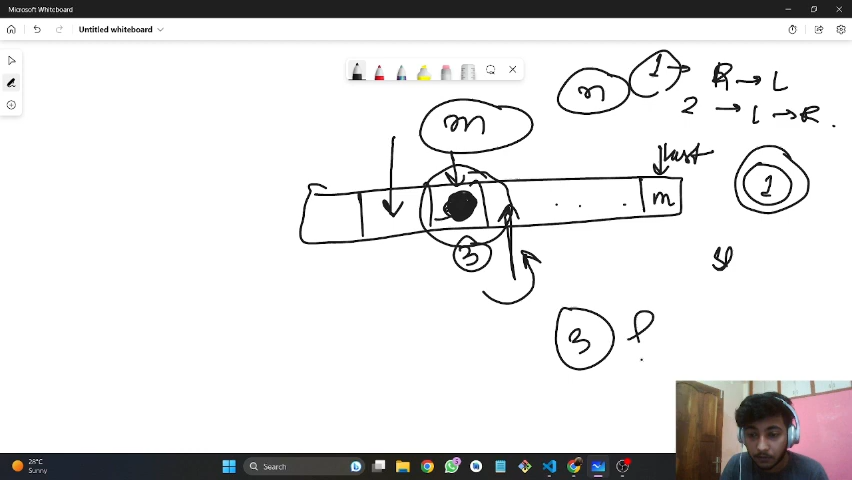 Microsoft Whiteboard
Untitled whiteboard
n 1 → R → L
2 → L → R.
m
last
m
1
3
3
28°C
Sunny
Search